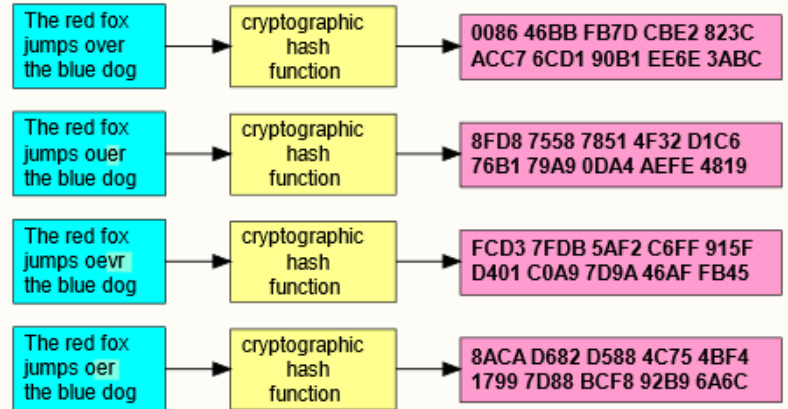 The red fox
jumps over
the blue dog
cryptographic
hash
function
0086 46BB FB7D CBE2 823C
ACC7 6CD1 90B1 EE6E 3ABC
The red fox
jumps ouer
the blue dog
cryptographic
hash
function
8FD8 7558 7851 4F32 D1C6
76B1 79A9 0DA4 AEFE 4819
The red fox
jumps oevr
the blue dog
cryptographic
hash
function
FCD3 7FDB 5AF2 C6FF 915F
D401 C0A9 7D9A 46AF FB45
The red fox
jumps oer
the blue dog
cryptographic
hash
function
8ACA D682 D588 4C75 4BF4
1799 7D88 BCF8 92B9 6A6C